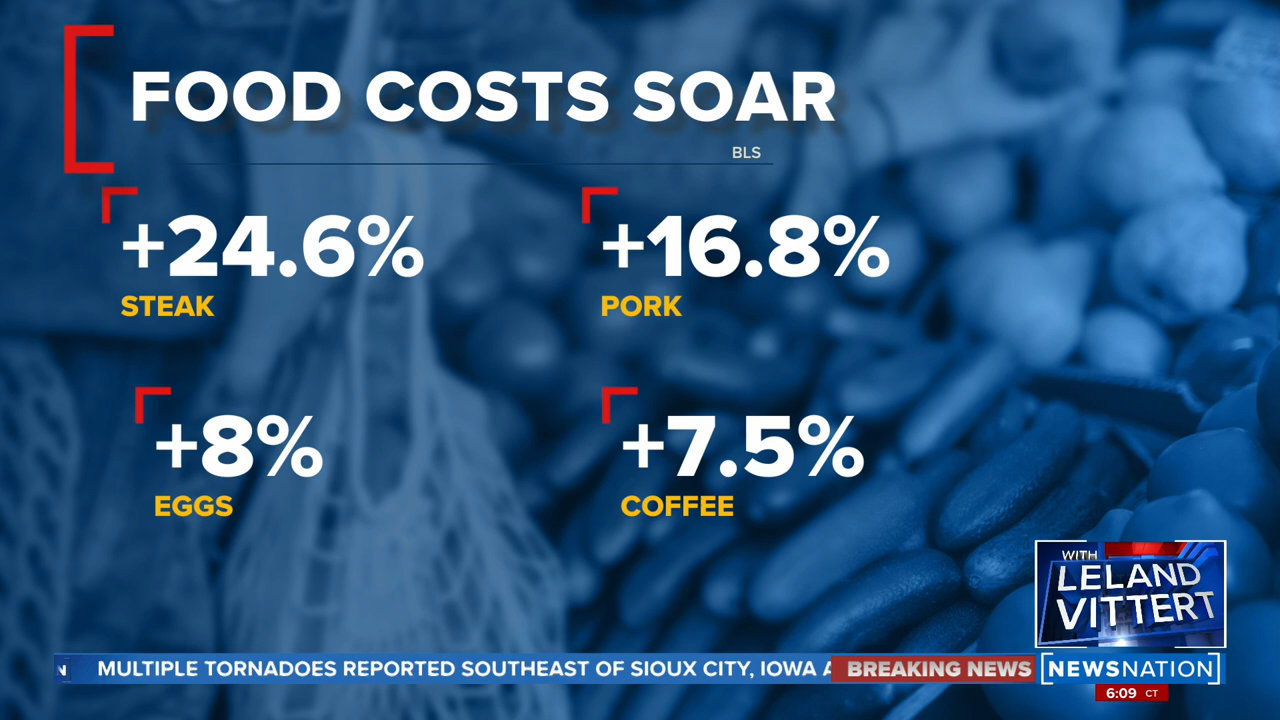 FOOD COSTS SOAR
BLS
+24.6%
STEAK
+16.8%
PORK
+8%
EGGS
+7.5%
COFFEE
WITH
LELAND
VITTERT
N MULTIPLE TORNADOES REPORTED SOUTHEAST OF SIOUX CITY, IOWA
BREAKING NEWS
NEWSNATION
6:09 CT